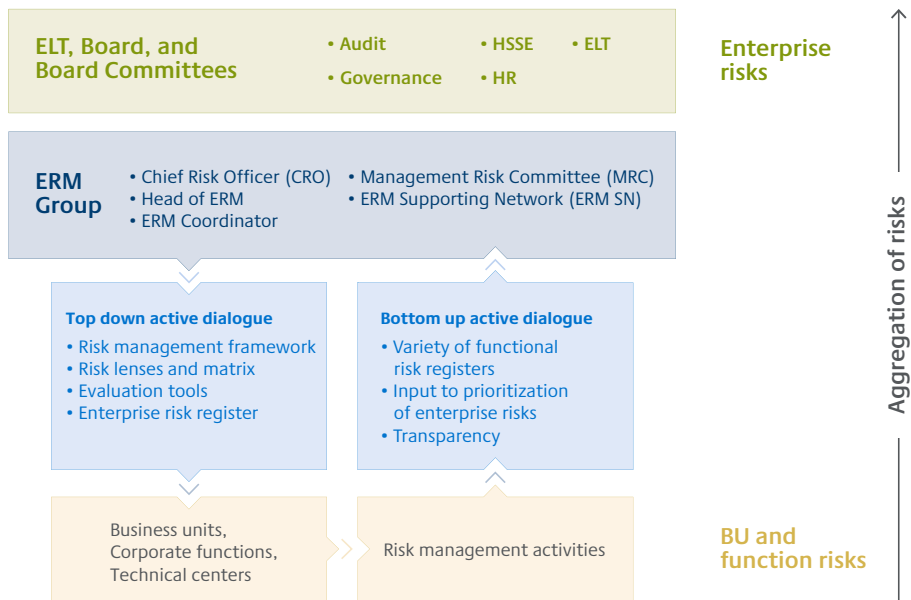 ELT, Board, and
Board Committees
• Audit
• HSSE
• ELT
• Governance
• HR
Enterprise
risks
ERM
Group
• Chief Risk Officer (CRO)
• Head of ERM
• ERM Coordinator
• Management Risk Committee (MRC)
• ERM Supporting Network (ERM SN)
Top down active dialogue
• Risk management framework
• Risk lenses and matrix
• Evaluation tools
• Enterprise risk register
Bottom up active dialogue
• Variety of functional
risk registers
• Input to prioritization
of enterprise risks
• Transparency
Aggregation of risks
Business units,
Corporate functions,
Technical centers
Risk management activities
BU and
function risks